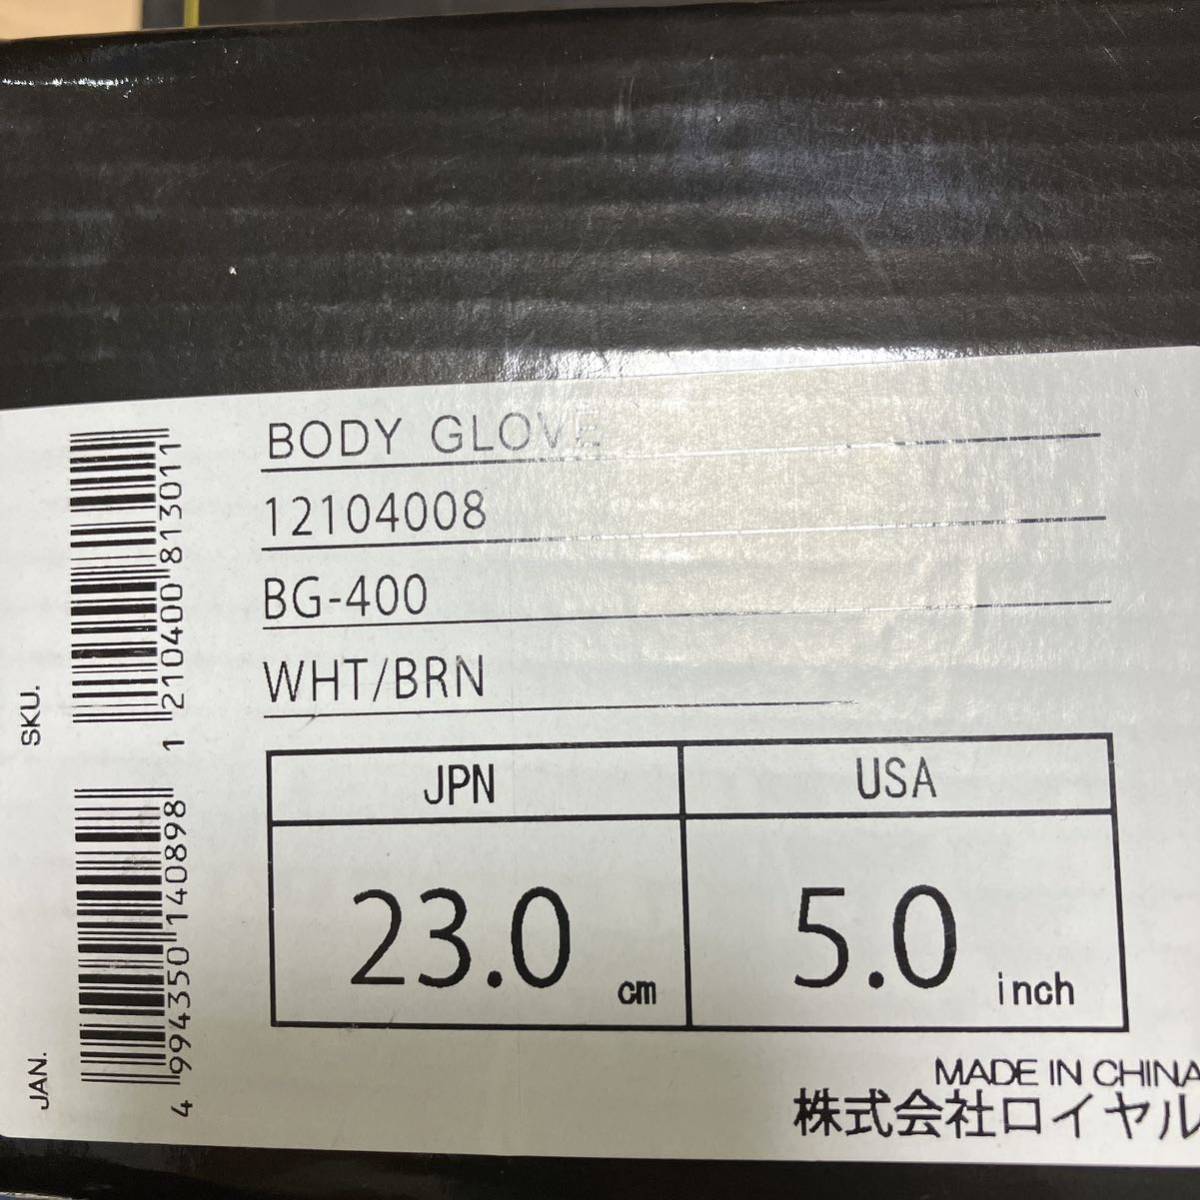 BODY GLOVE
12104008
BG-400
WHT/BRN
JPN USA
23.0 cm 5.0 inch
MADE IN CHINA
株式会社ロイヤル
SKU.
1 210400 813011
JAN.
4 994350 140898